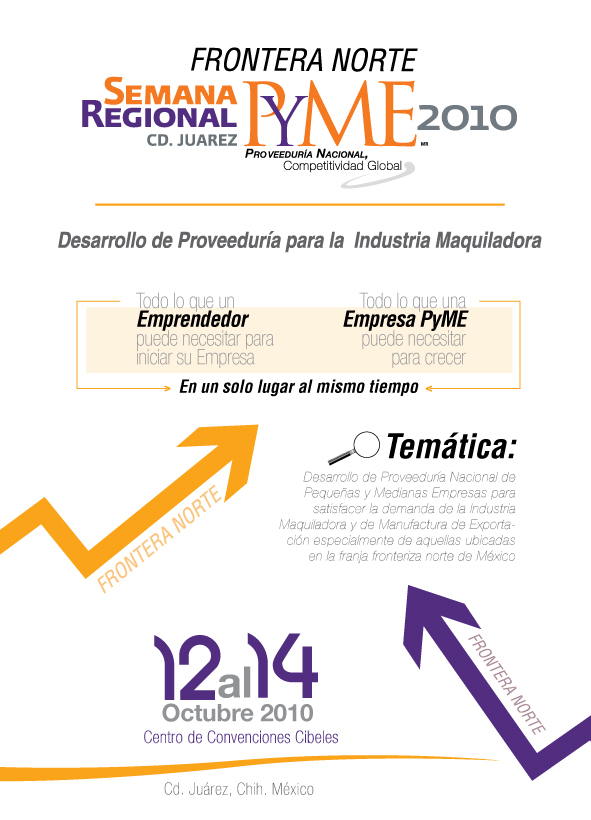 FRONTERA NORTE
SEMANA
REGIONAL
CD. JUAREZ
PYME
2010
MR
PROVEEDURÍA NACIONAL,
Competitividad Global
Desarrollo de Proveeduría para la Industria Maquiladora
Todo lo que un
Emprendedor
puede necesitar para
iniciar su Empresa
Todo lo que una
Empresa PyME
puede necesitar
para crecer
En un solo lugar al mismo tiempo
Temática:
Desarrollo de Proveeduría Nacional de
Pequeñas y Medianas Empresas para
satisfacer la demanda de la Industria
Maquiladora y de Manufactura de Exporta-
ción especialmente de aquellas ubicadas
en la franja fronteriza norte de México
FRONTERA NORTE
FRONTERA NORTE
12 al 14
Octubre 2010
Centro de Convenciones Cibeles
Cd. Juárez, Chih. México